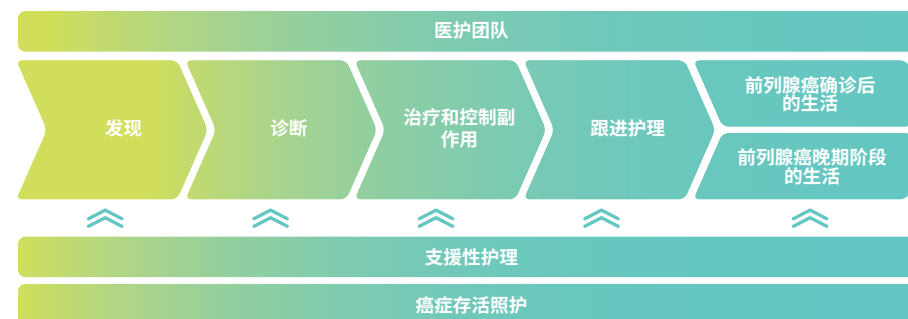 医护团队
发现
诊断
治疗和控制副
作用
跟进护理
前列腺癌确诊后
的生活
前列腺癌晚期阶段
的生活
支援性护理
癌症存活照护